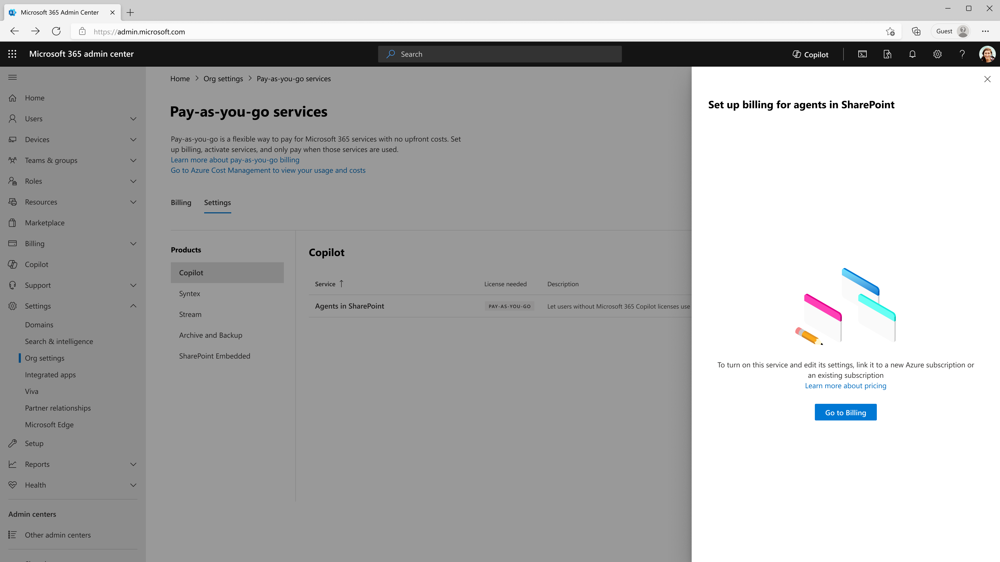 Microsoft 365 Admin Center
https://admin.microsoft.com
Guest
Microsoft 365 admin center
Search
Copilot
Home
Users
Devices
Teams & groups
Roles
Resources
Marketplace
Billing
Copilot
Support
Settings
Domains
Search & intelligence
Org settings
Integrated apps
Viva
Partner relationships
Microsoft Edge
Setup
Reports
Health
Admin centers
Other admin centers
Home > Org settings > Pay-as-you-go services
Pay-as-you-go services
Pay-as-you-go is a flexible way to pay for Microsoft 365 services with no upfront costs. Set
up billing, activate services, and only pay when those services are used.
Learn more about pay-as-you-go billing
Go to Azure Cost Management to view your usage and costs
Billing Settings
Products
Copilot
Syntex
Stream
Archive and Backup
SharePoint Embedded
Copilot
Service ↑ License needed Description
Agents in SharePoint PAY-AS-YOU-GO Let users without Microsoft 365 Copilot licenses use
Set up billing for agents in SharePoint
To turn on this service and edit its settings, link it to a new Azure subscription or
an existing subscription
Learn more about pricing
Go to Billing